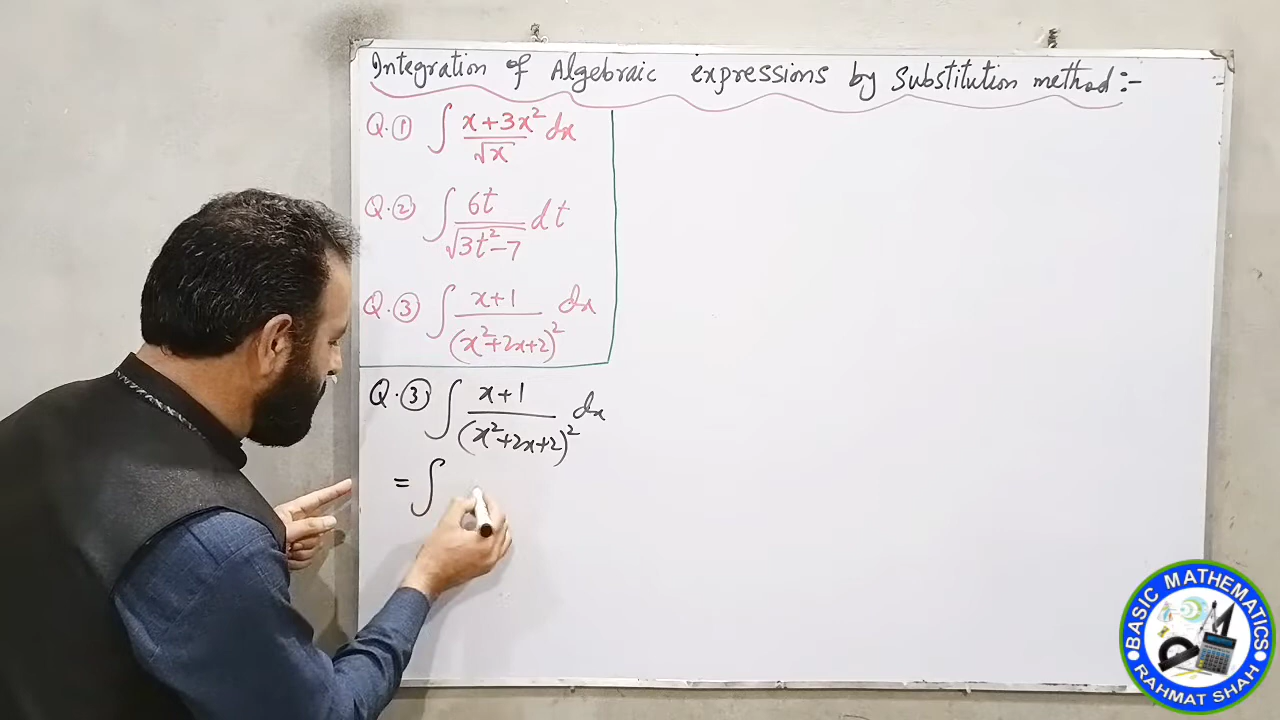 Integration of Algebraic expressions by Substitution method:-
Q.① ∫ (x+3x²)/√x dx
Q.② ∫ 6t/√(3t²-7) dt
Q.③ ∫ (x+1)/(x²+2x+2)² dx
Q.③ ∫ (x+1)/(x²+2x+2)² dx
= ∫
BASIC MATHEMATICS
RAHMAT SHAH